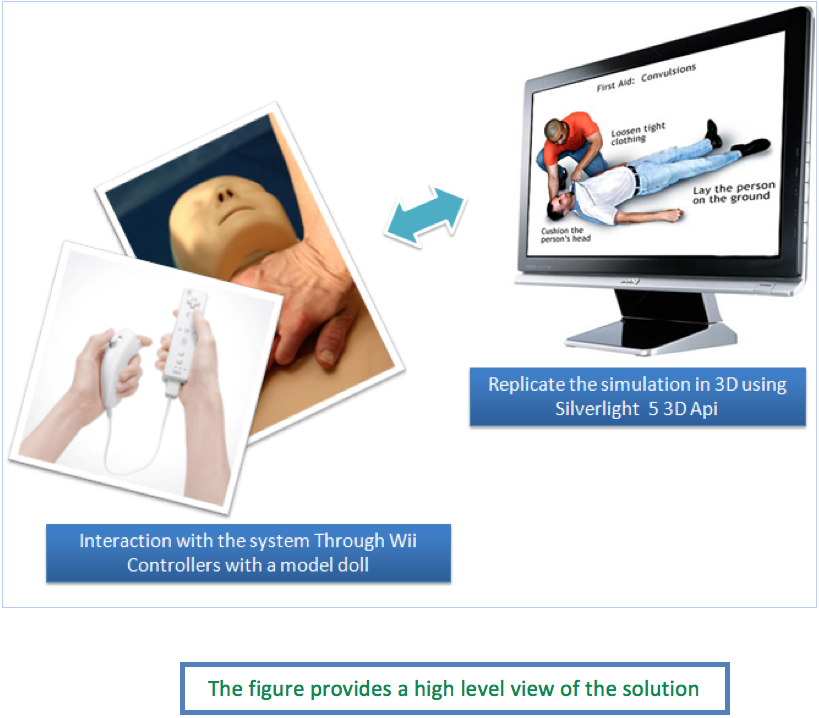 First Aid: Convulsions
Loosen tight
clothing
Lay the person
on the ground
Cushion the
person's head
BenQ
Replicate the simulation in 3D using
Silverlight 5 3D Api
Interaction with the system Through Wii
Controllers with a model doll
The figure provides a high level view of the solution